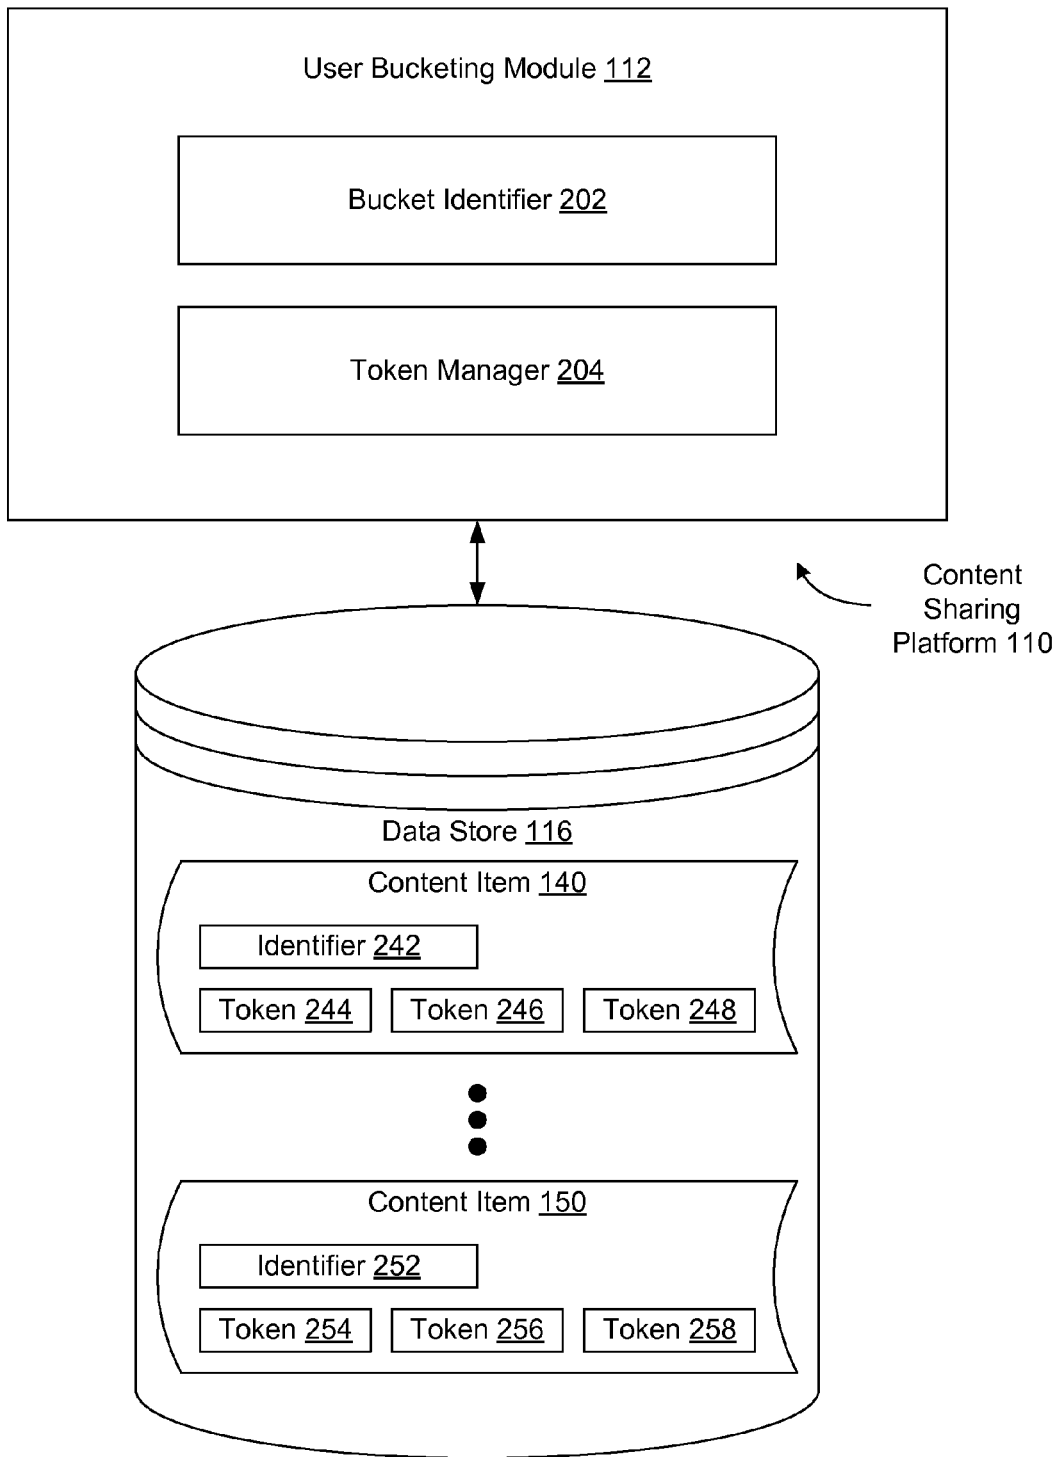 User Bucketing Module 112
Bucket Identifier 202
Token Manager 204
Content
Sharing
Platform 110
Data Store 116
Content Item 140
Identifier 242
Token 244
Token 246
Token 248
Content Item 150
Identifier 252
Token 254
Token 256
Token 258